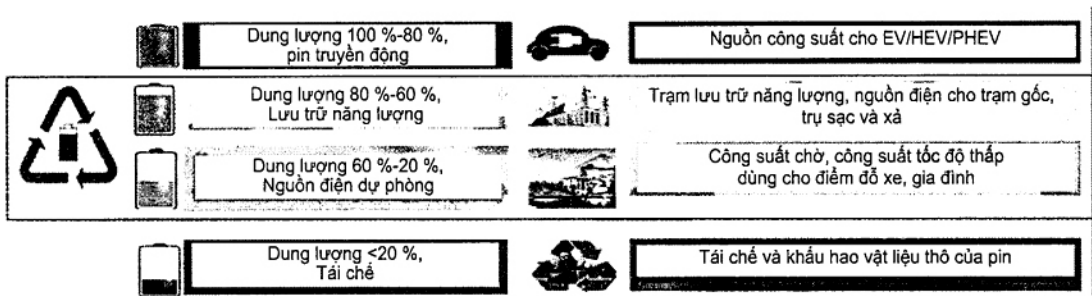 Dung lượng 100 %-80 %,
pin truyền động
Nguồn công suất cho EV/HEV/PHEV
Dung lượng 80 %-60 %,
Lưu trữ năng lượng
Trạm lưu trữ năng lượng, nguồn điện cho trạm gốc,
trụ sạc và xả
Dung lượng 60 %-20 %,
Nguồn điện dự phòng
Công suất chờ, công suất tốc độ thấp
dùng cho điểm đỗ xe, gia đình
Dung lượng <20 %,
Tái chế
Tái chế và khấu hao vật liệu thô của pin